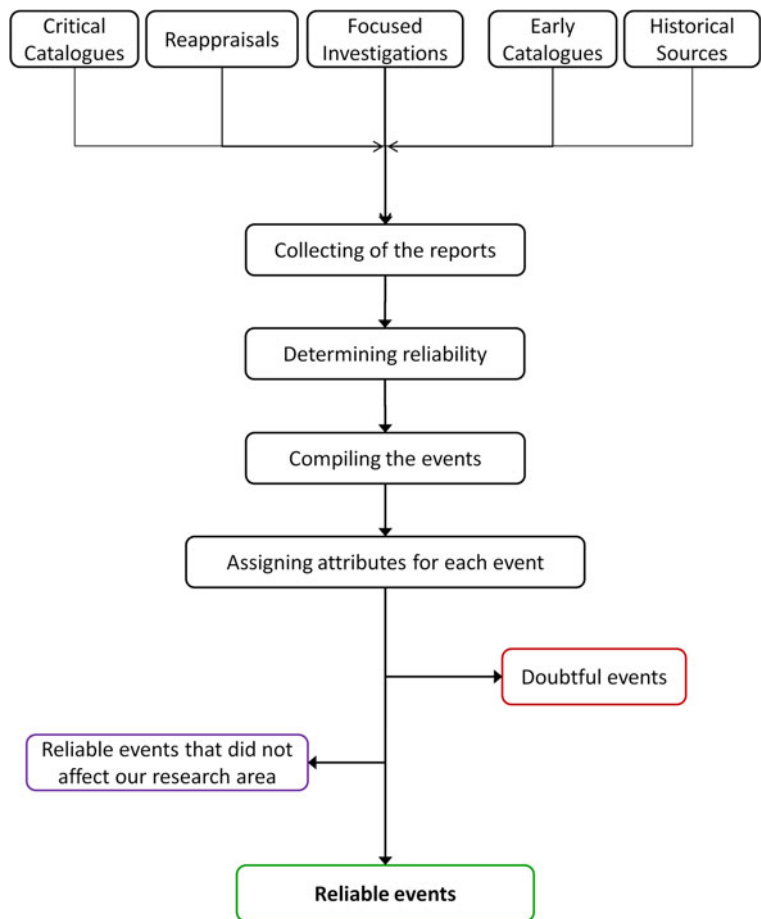 Critical
Catalogues
Reappraisals
Focused
Investigations
Early
Catalogues
Historical
Sources
Collecting of the reports
Determining reliability
Compiling the events
Assigning attributes for each event
Doubtful events
Reliable events that did not
affect our research area
Reliable events